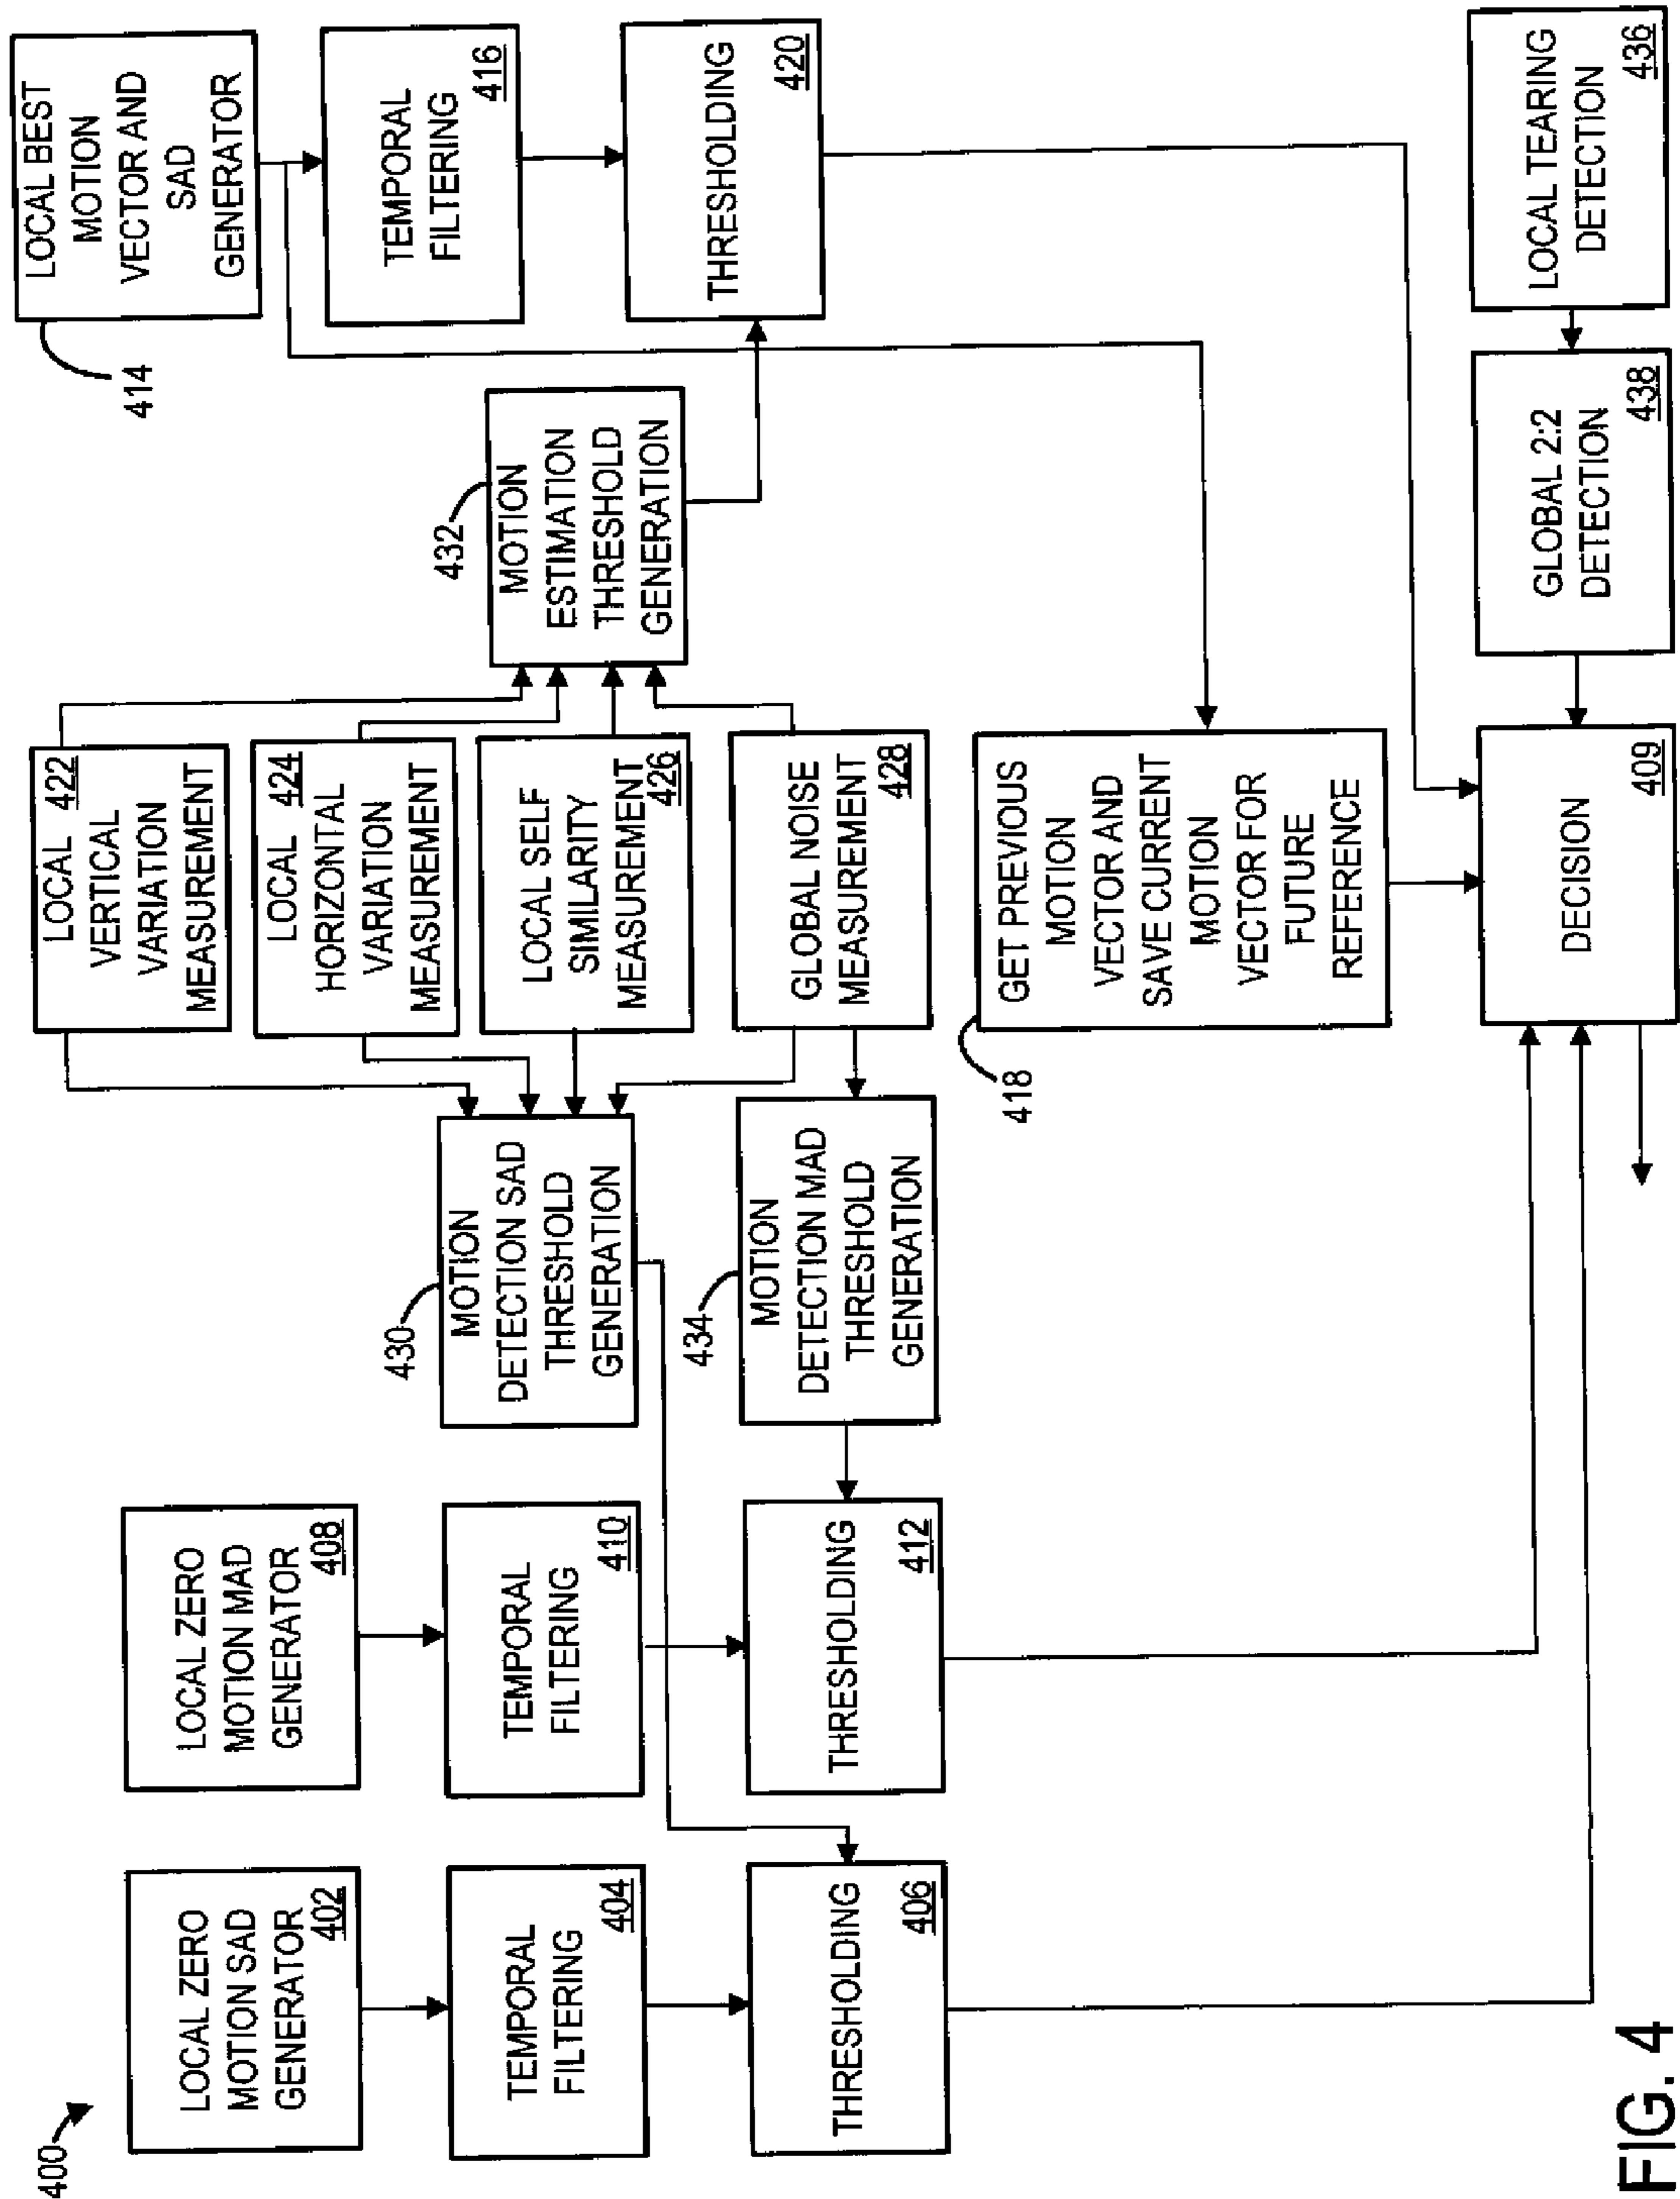 400
LOCAL ZERO
MOTION SAD
GENERATOR
402
TEMPORAL
FILTERING
404
THRESHOLDING
406
LOCAL ZERO
MOTION MAD
GENERATOR
408
TEMPORAL
FILTERING
410
THRESHOLDING
412
430
MOTION
DETECTION SAD
THRESHOLD
GENERATION
434
MOTION
DETECTION MAD
THRESHOLD
GENERATION
LOCAL 422
VERTICAL
VARIATION
MEASUREMENT
LOCAL 424
HORIZONTAL
VARIATION
MEASUREMENT
LOCAL SELF
SIMILARITY
MEASUREMENT
426
GLOBAL NOISE
MEASUREMENT
428
418
GET PREVIOUS
MOTION
VECTOR AND
SAVE CURRENT
MOTION
VECTOR FOR
FUTURE
REFERENCE
DECISION
409
432
MOTION
ESTIMATION
THRESHOLD
GENERATION
414
LOCAL BEST
MOTION
VECTOR AND
SAD
GENERATOR
TEMPORAL
FILTERING
416
THRESHOLDING
420
GLOBAL 2:2
DETECTION
438
LOCAL TEARING
DETECTION
436
FIG. 4